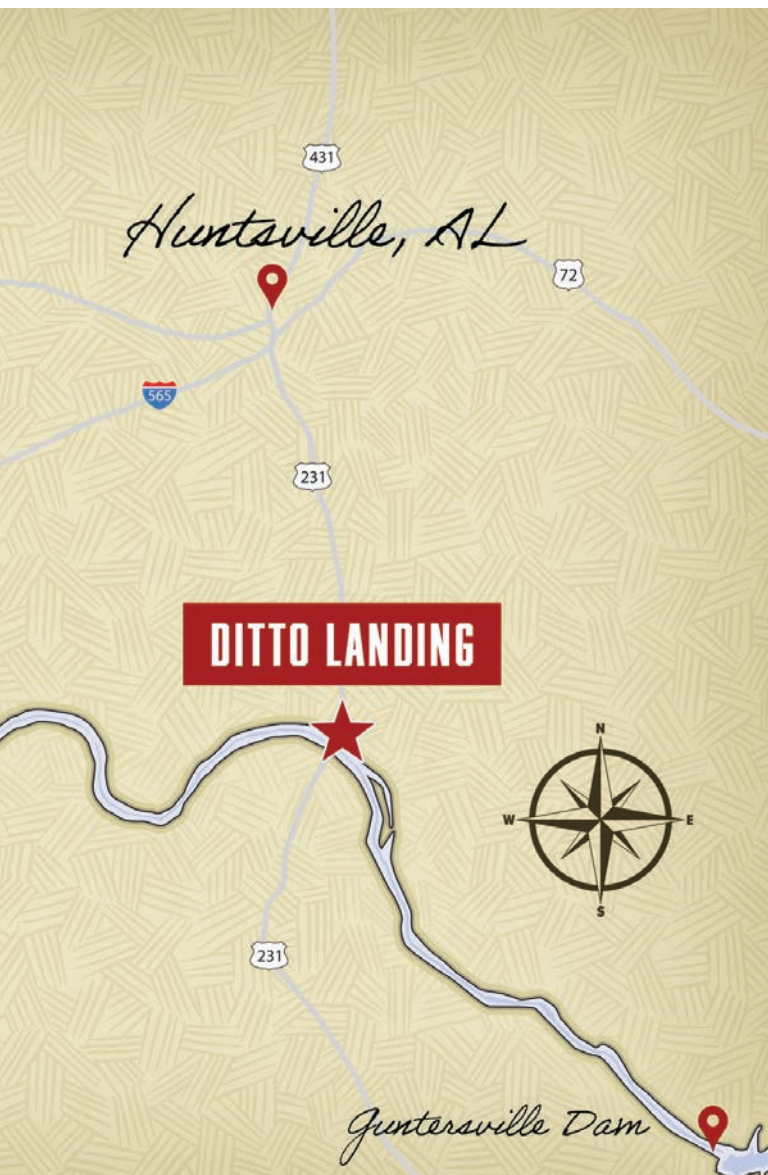 431
Huntsville, AL
72
565
231
DITTO LANDING
N
W E
S
231
Guntersville Dam